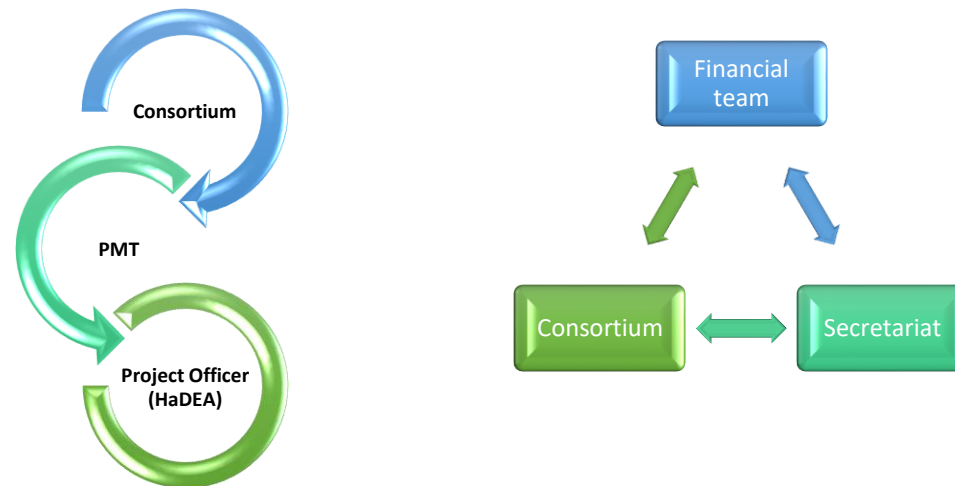 Consortium
PMT
Project Officer
(HaDEA)
Financial
team
Consortium
Secretariat